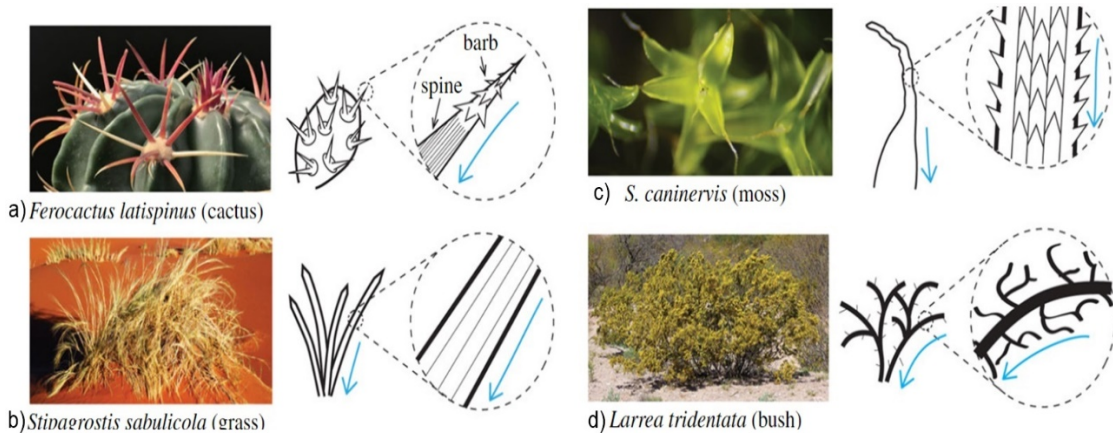 barb
spine
a) Ferocactus latispinus (cactus)
c) S. caninervis (moss)
b) Stipagrostis sabulicola (grass)
d) Larrea tridentata (bush)